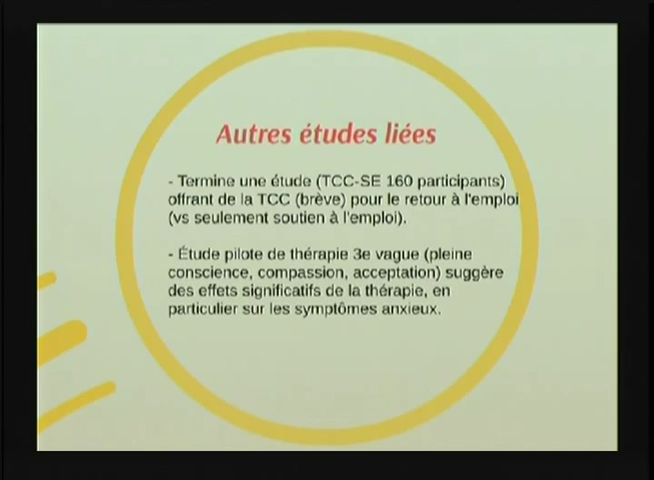 Autres études liées
- Termine une étude (TCC-SE 160 participants)
offrant de la TCC (brève) pour le retour à l'emploi
(vs seulement soutien à l'emploi).
- Étude pilote de thérapie 3e vague (pleine
conscience, compassion, acceptation) suggère
des effets significatifs de la thérapie, en
particulier sur les symptômes anxieux.